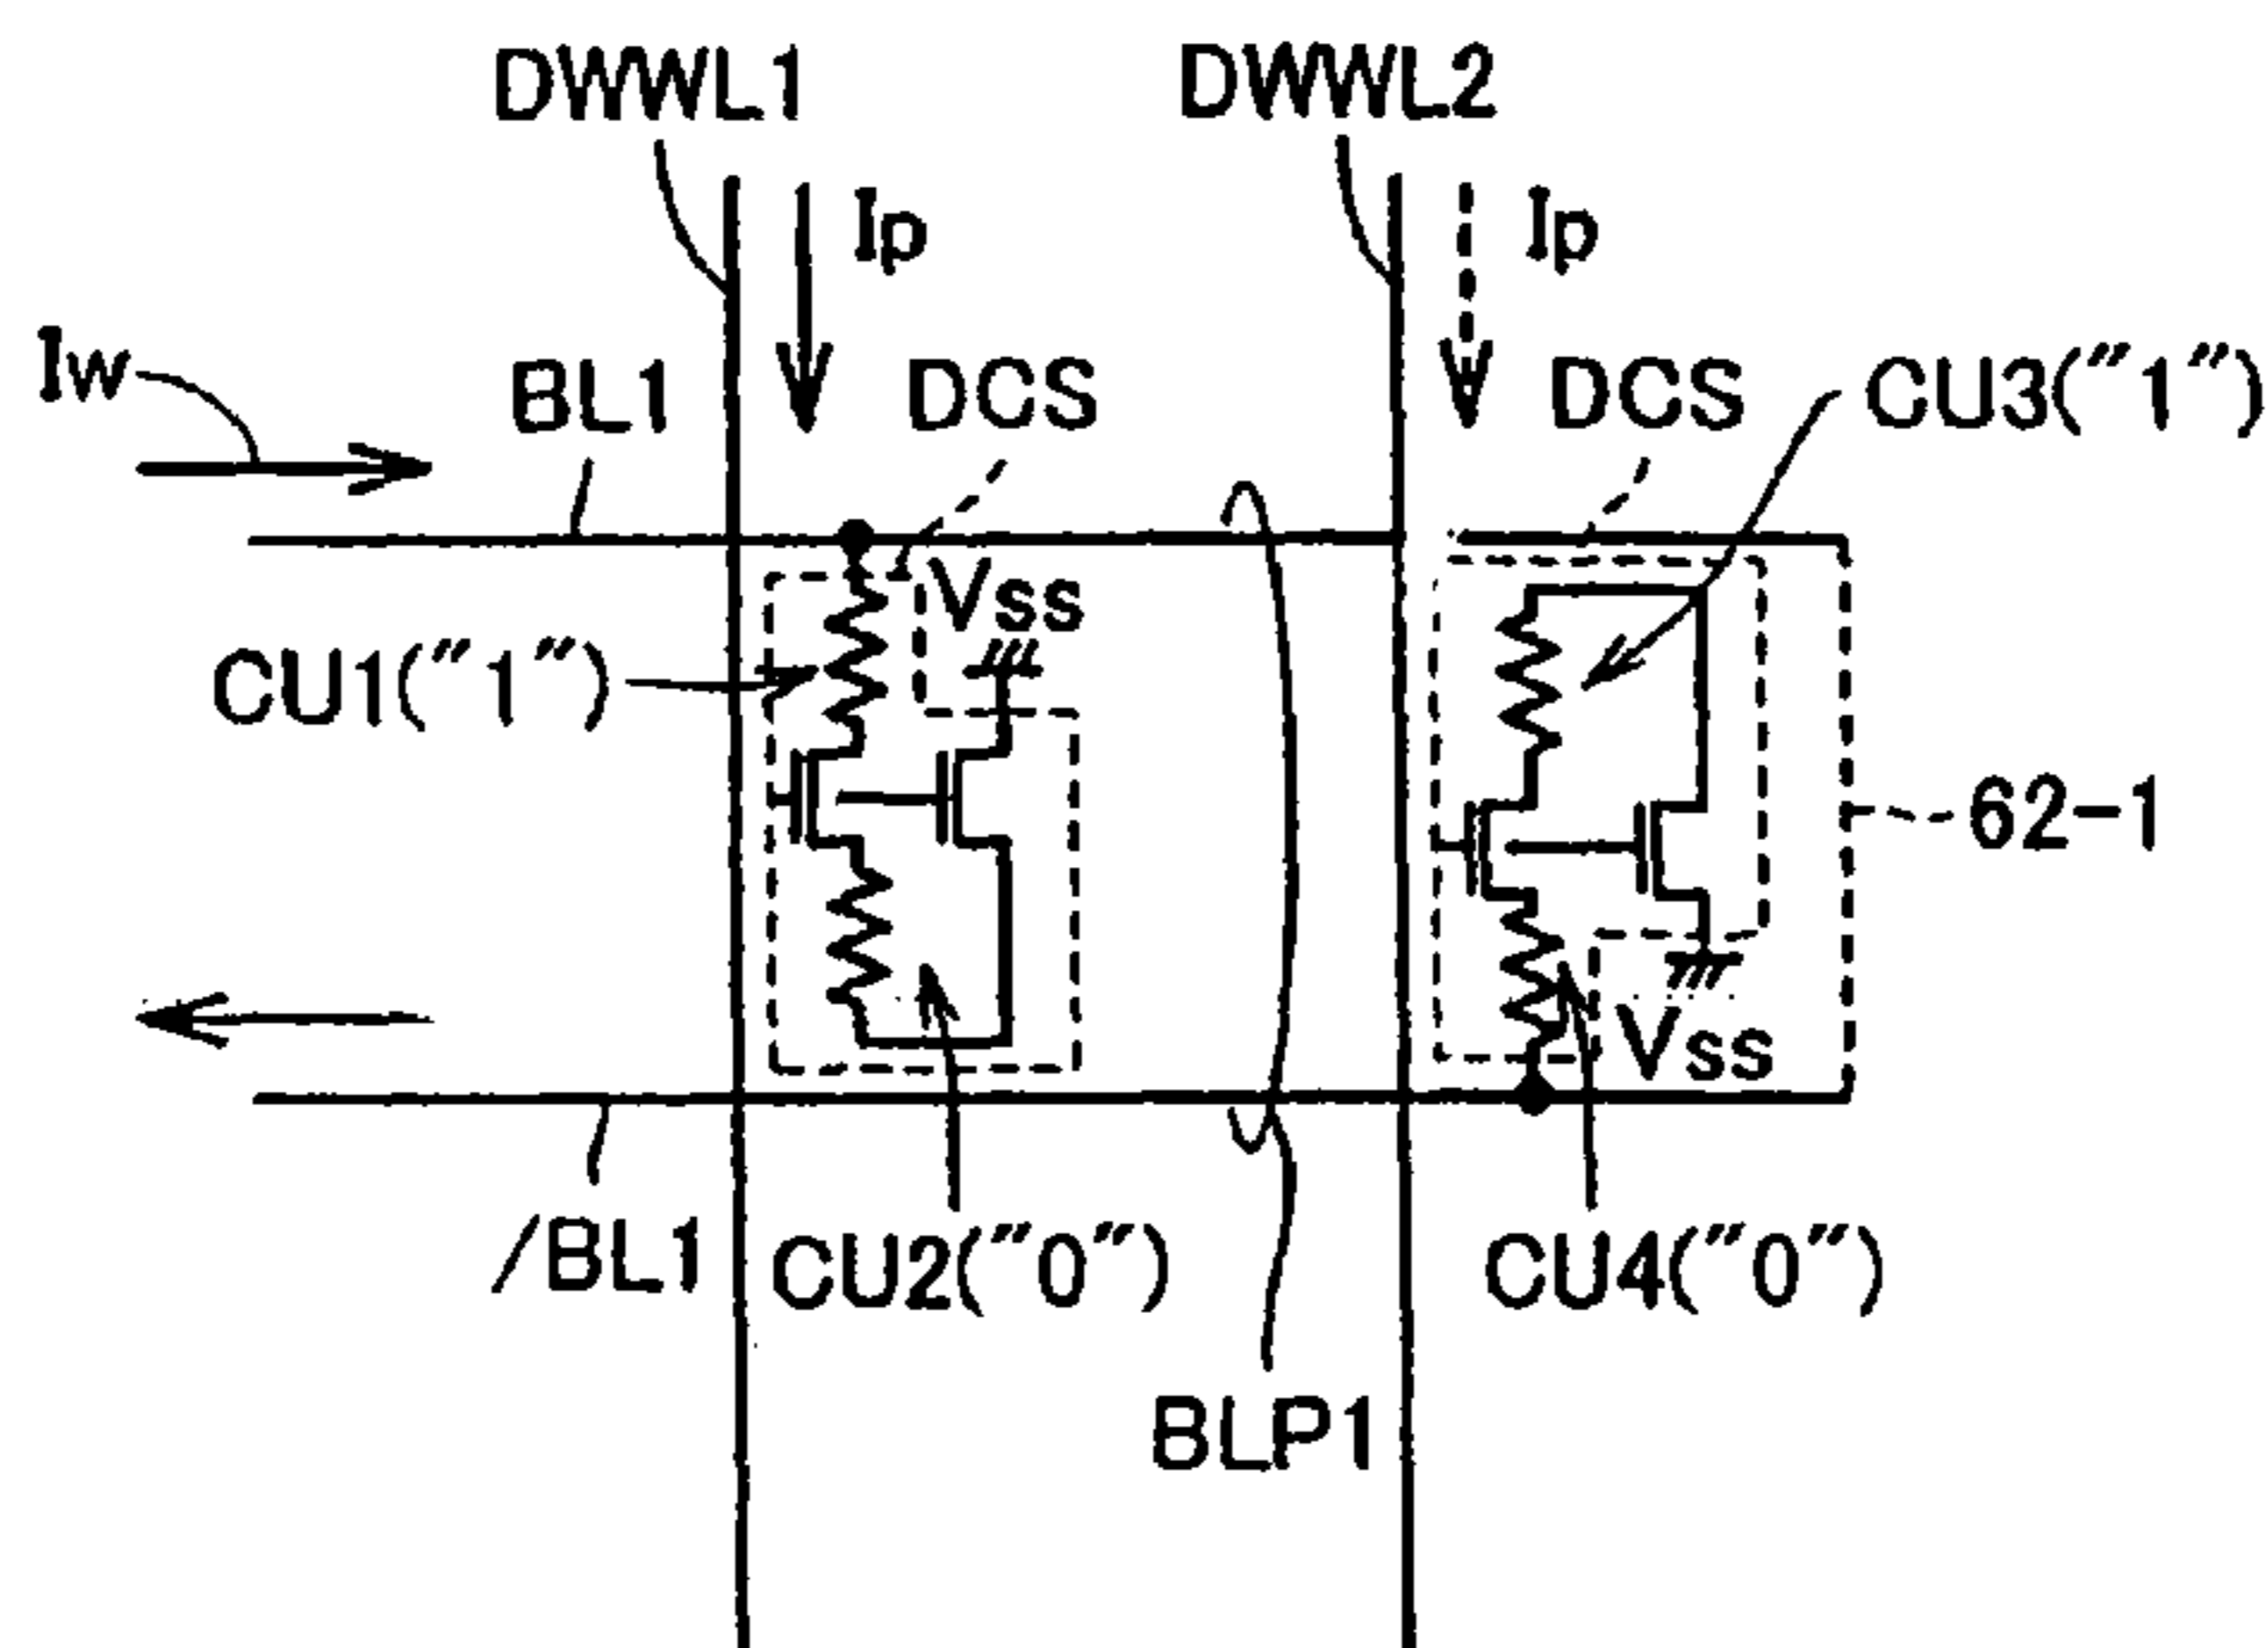 DWWL1 DWWL2
Ip Ip
Iw BL1 DCS DCS CU3("1")
Vss
CU1("1")
62-1
Vss
/BL1 CU2("0") CU4("0")
BLP1